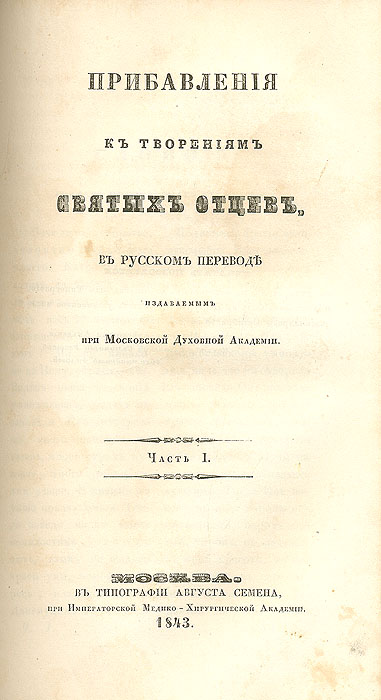 ПРИБАВЛЕНІЯ
КЪ ТВОРЕНІЯМЪ
СВЯТЫХЪ ОТЦЕВЪ,
ВЪ РУССКОМЪ ПЕРЕВОДѢ
ИЗДАВАЕМЫМЪ
ПРИ МОСКОВСКОЙ ДУХОВНОЙ АКАДЕМІИ.
ЧАСТЬ 1.
МОСКВА.
ВЪ ТИПОГРАФІИ АВГУСТА СЕМЕНА,
ПРИ ИМПЕРАТОРСКОЙ МЕДИКО-ХИРУРГИЧЕСКОЙ АКАДЕМІИ.
1843.